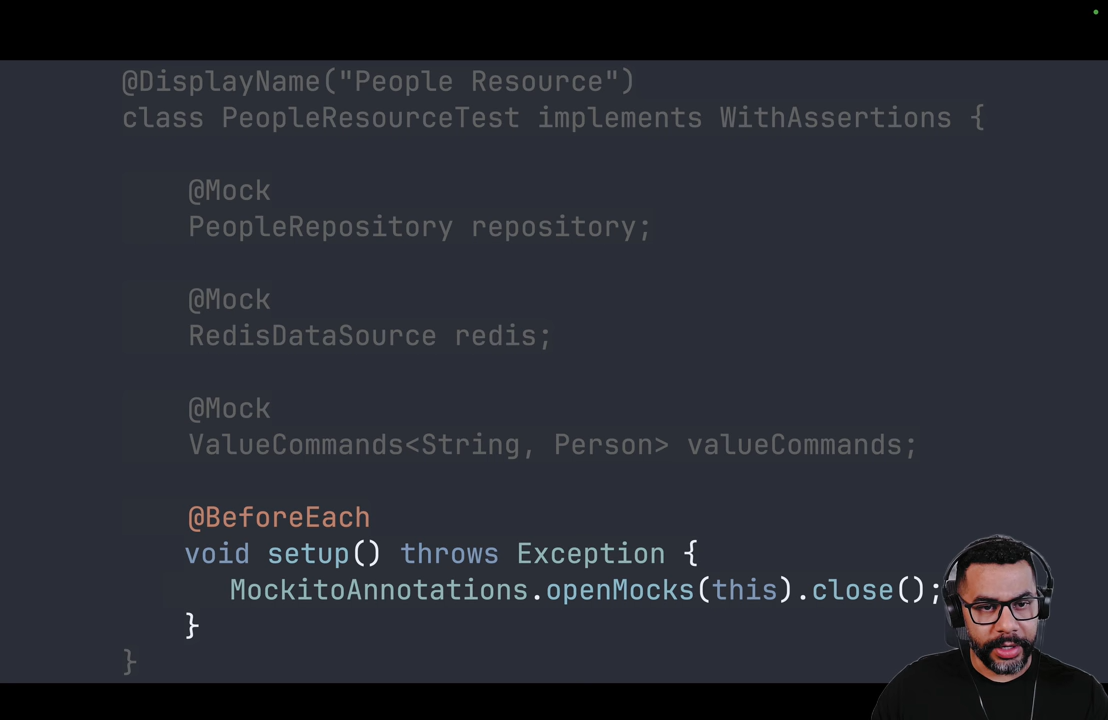 @DisplayName("People Resource")
class PeopleResourceTest implements WithAssertions {
@Mock
PeopleRepository repository;
@Mock
RedisDataSource redis;
@Mock
ValueCommands<String, Person> valueCommands;
@BeforeEach
void setup() throws Exception {
MockitoAnnotations.openMocks(this).close();
}
}